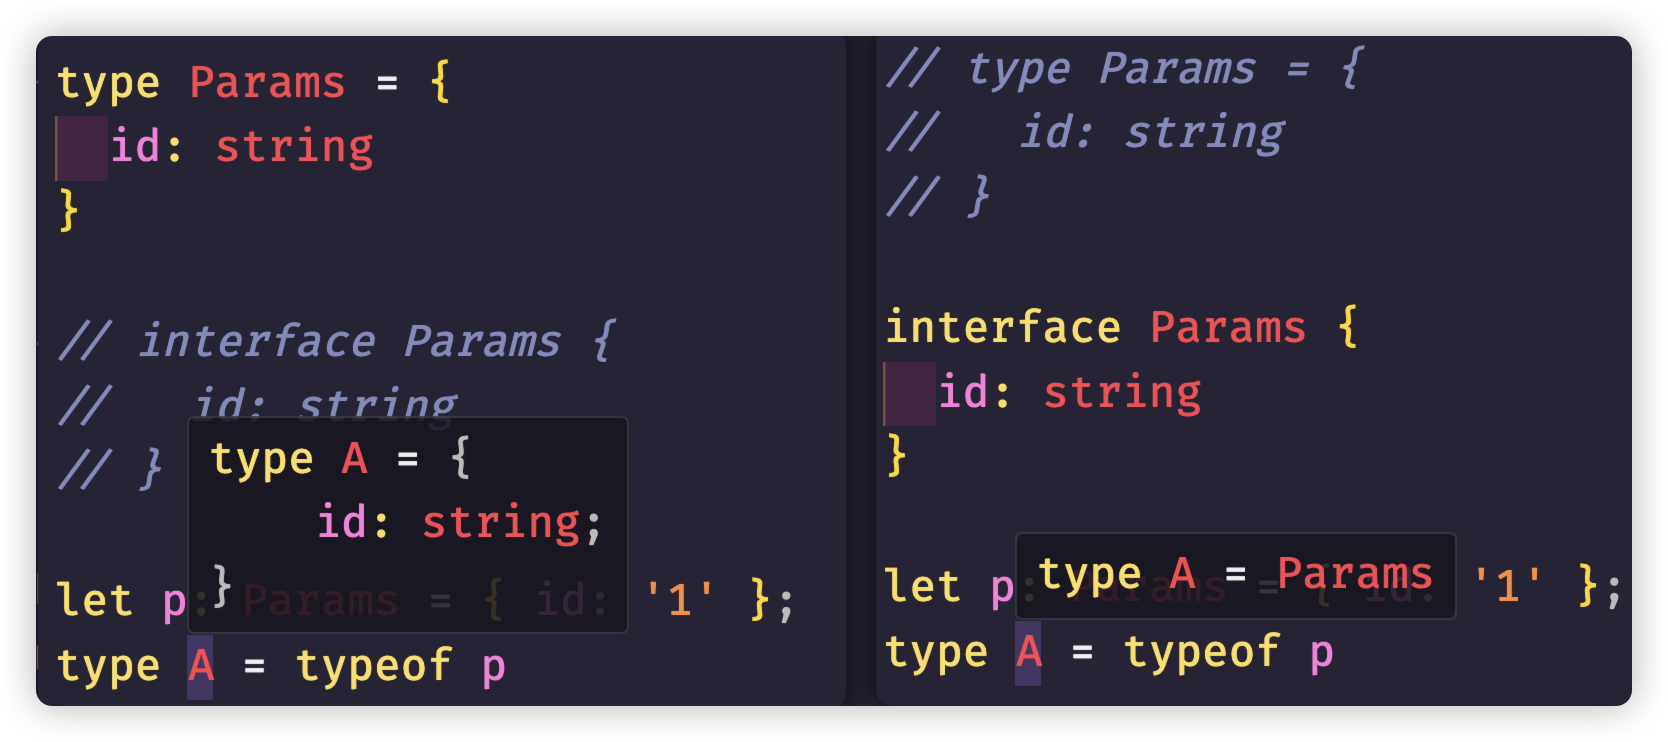 type Params = {
  id: string
}
// interface Params {
//   id: string
// }
type A = {
    id: string;
}
let p: Params = { id: '1' };
type A = typeof p
// type Params = {
//   id: string
// }
interface Params {
  id: string
}
type A = Params
let p: Params = { id: '1' };
type A = typeof p